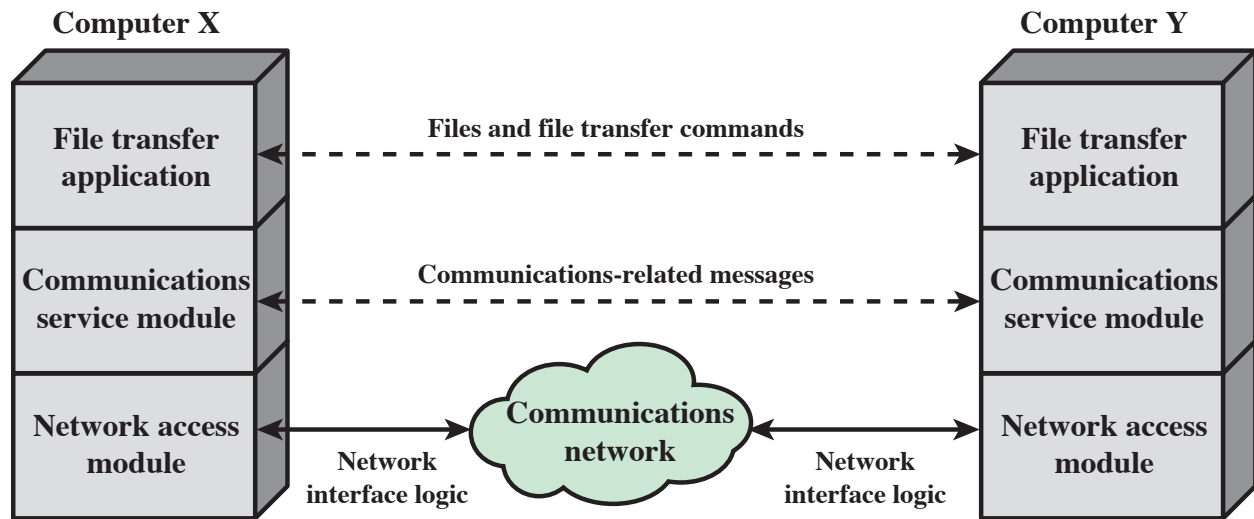 Computer X
Computer Y
File transfer
application
Files and file transfer commands
File transfer
application
Communications
service module
Communications-related messages
Communications
service module
Network access
module
Network
interface logic
Communications
network
Network
interface logic
Network access
module